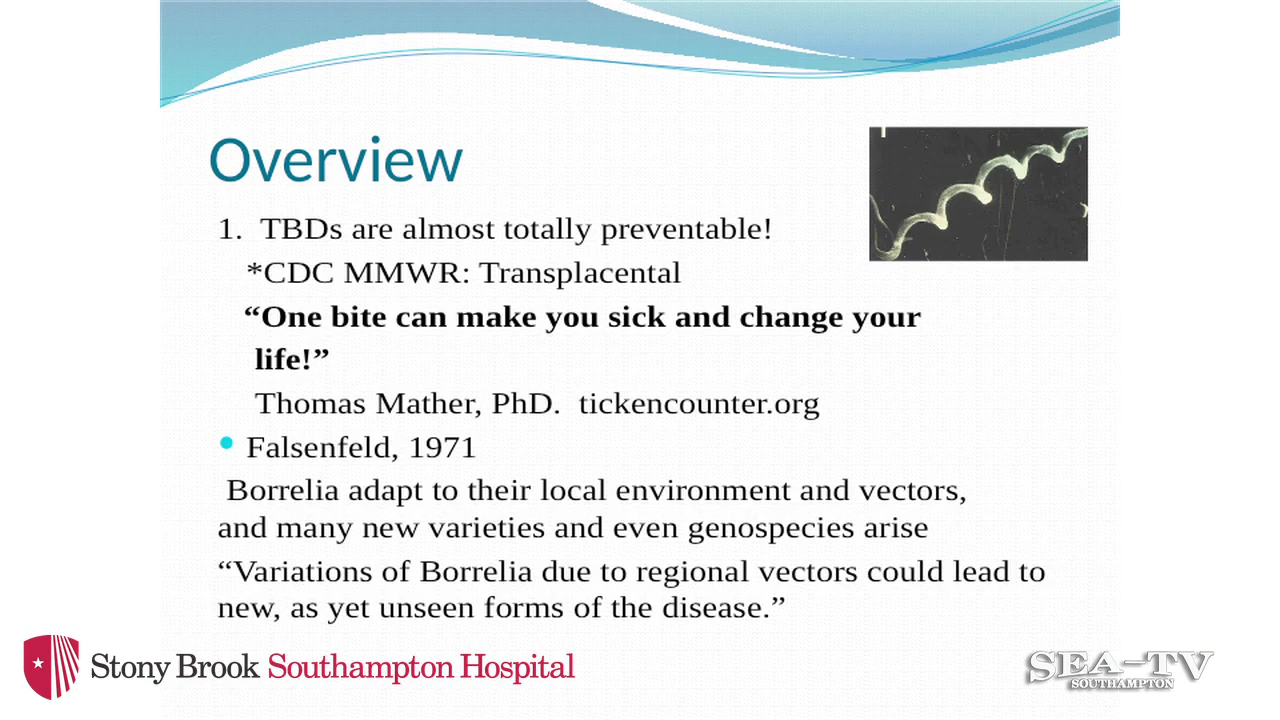 Overview
1. TBDs are almost totally preventable!
*CDC MMWR: Transplacental
“One bite can make you sick and change your
life!”
Thomas Mather, PhD. tickencounter.org
• Falsenfeld, 1971
Borrelia adapt to their local environment and vectors,
and many new varieties and even genospecies arise
“Variations of Borrelia due to regional vectors could lead to
new, as yet unseen forms of the disease.”
Stony Brook Southampton Hospital
SEA-TV
SOUTHAMPTON